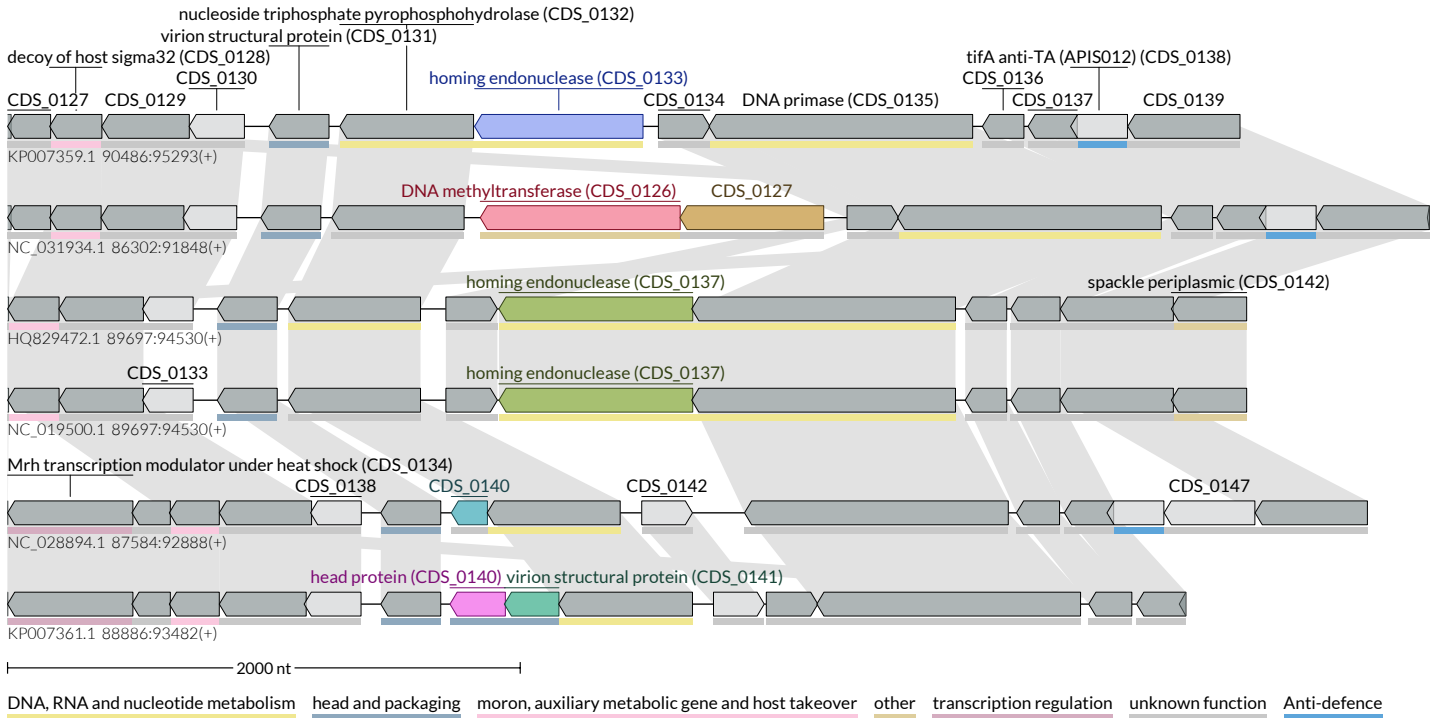 nucleoside triphosphate pyrophosphohydrolase (CDS_0132)
virion structural protein (CDS_0131)
decoy of host sigma32 (CDS_0128)
tifA anti-TA (APIS012) (CDS_0138)
CDS_0130
homing endonuclease (CDS_0133)
CDS_0136
CDS_0127
CDS_0129
CDS_0134
DNA primase (CDS_0135)
CDS_0137
CDS_0139
KP007359.1 90486:95293(+)
DNA methyltransferase (CDS_0126)
CDS_0127
NC_031934.1 86302:91848(+)
homing endonuclease (CDS_0137)
spackle periplasmic (CDS_0142)
HQ829472.1 89697:94530(+)
CDS_0133
homing endonuclease (CDS_0137)
NC_019500.1 89697:94530(+)
Mrh transcription modulator under heat shock (CDS_0134)
CDS_0138
CDS_0140
CDS_0142
CDS_0147
NC_028894.1 87584:92888(+)
head protein (CDS_0140)
virion structural protein (CDS_0141)
KP007361.1 88886:93482(+)
2000 nt
DNA, RNA and nucleotide metabolism
head and packaging
moron, auxiliary metabolic gene and host takeover
other
transcription regulation
unknown function
Anti-defence